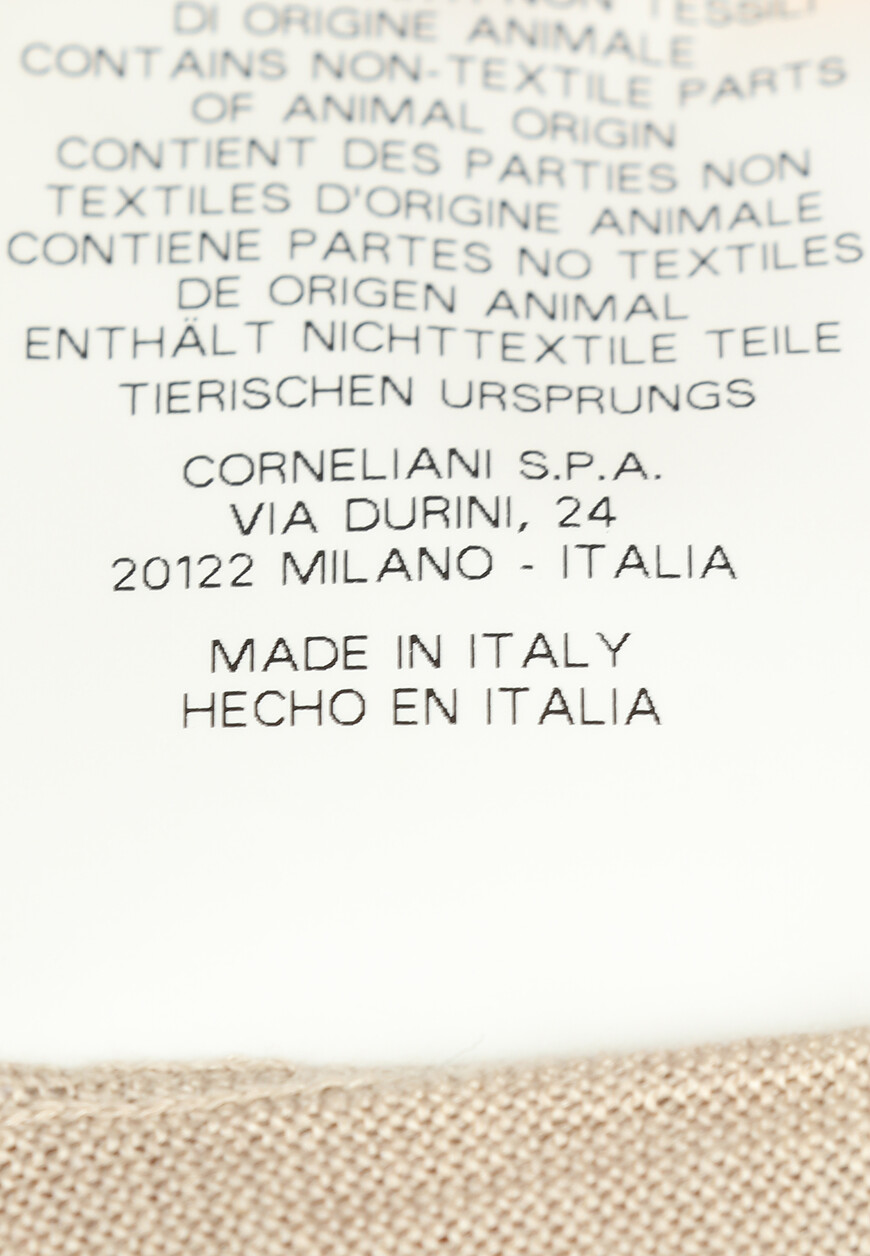 NON TESSILI
DI ORIGINE ANIMALE
CONTAINS NON-TEXTILE PARTS
OF ANIMAL ORIGIN
CONTIENT DES PARTIES NON
TEXTILES D'ORIGINE ANIMALE
CONTIENE PARTES NO TEXTILES
DE ORIGEN ANIMAL
ENTHÄLT NICHTTEXTILE TEILE
TIERISCHEN URSPRUNGS
CORNELIANI S.P.A.
VIA DURINI, 24
20122 MILANO - ITALIA
MADE IN ITALY
HECHO EN ITALIA